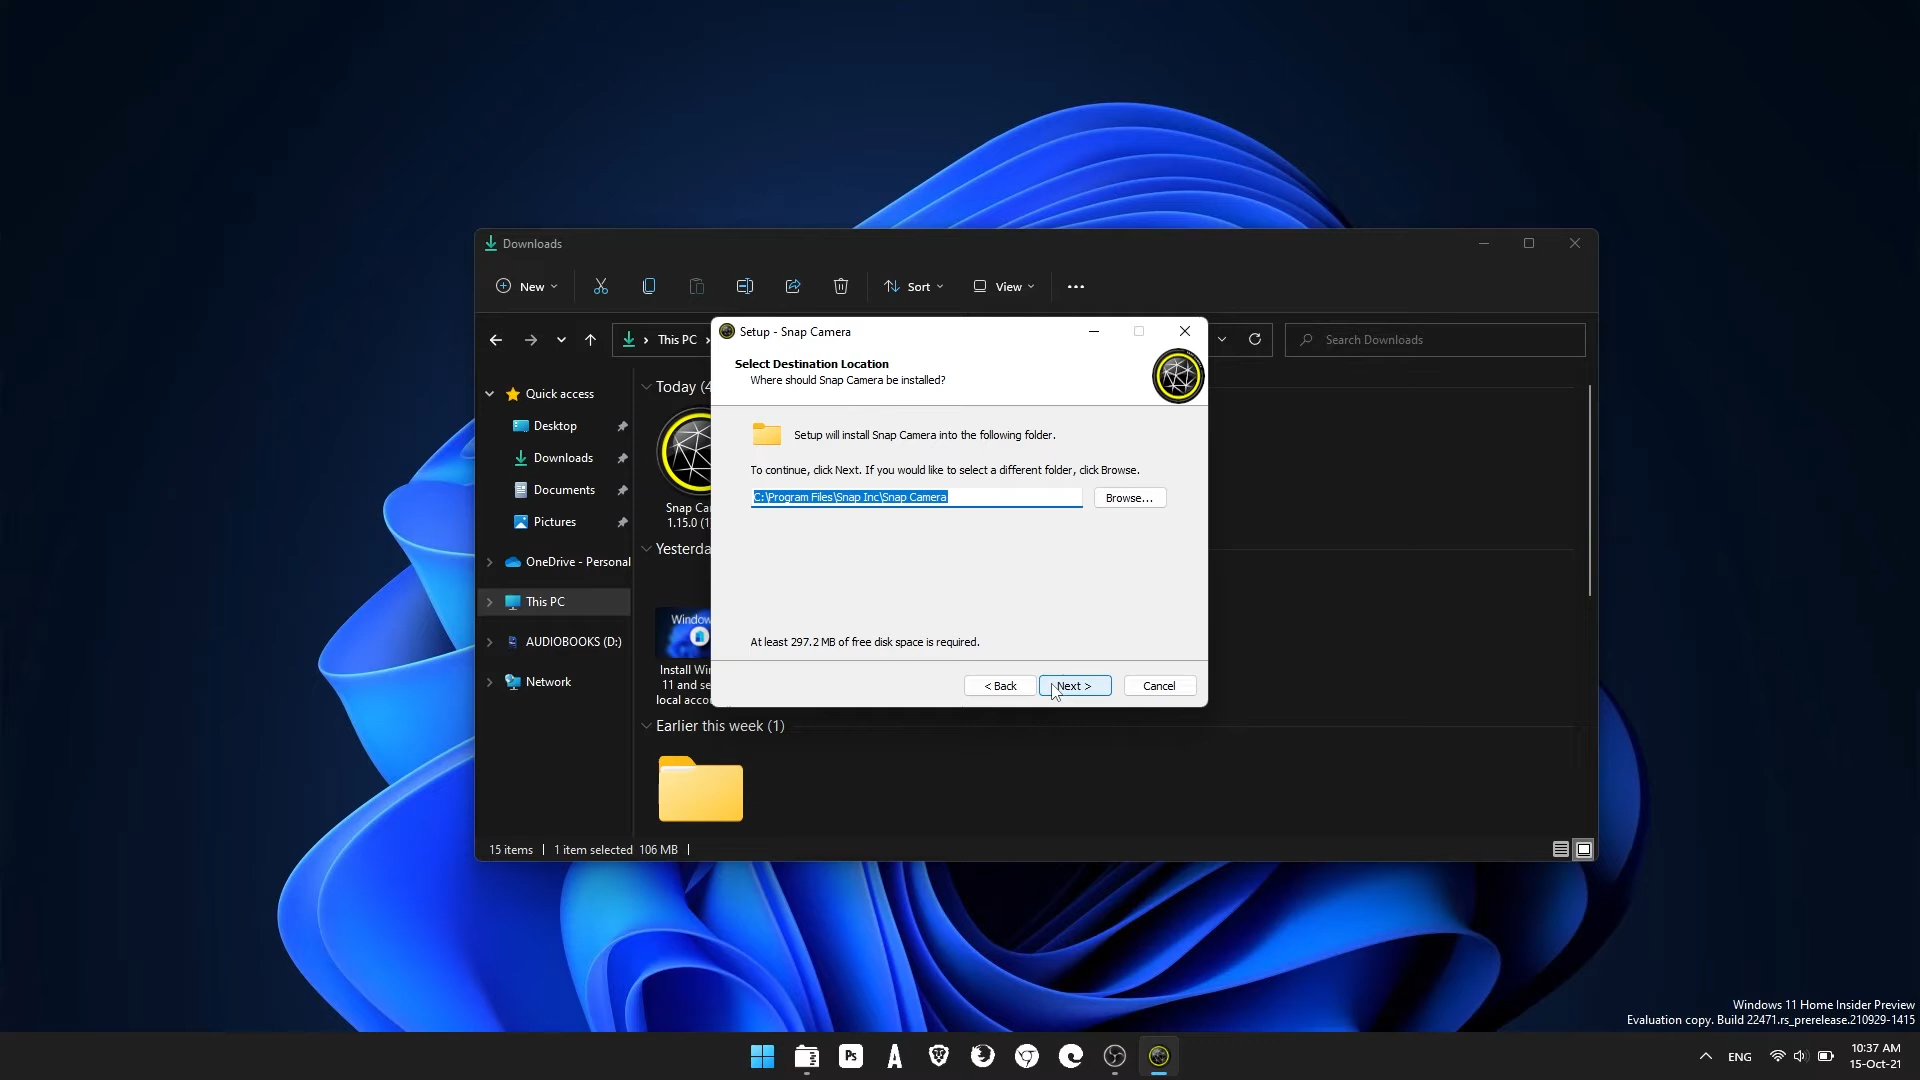 Downloads
New
Sort
View
This PC
Search Downloads
Quick access
Desktop
Downloads
Documents
Pictures
OneDrive - Personal
This PC
AUDIOBOOKS (D:)
Network
Today (4
Snap Ca
1.15.0 (1
Yesterda
Window
Install Wi
11 and se
local acco
Earlier this week (1)
15 items
1 item selected 106 MB
Setup - Snap Camera
Select Destination Location
Where should Snap Camera be installed?
Setup will install Snap Camera into the following folder.
To continue, click Next. If you would like to select a different folder, click Browse.
C:\Program Files\Snap Inc\Snap Camera
Browse...
At least 297.2 MB of free disk space is required.
< Back
Next >
Cancel
Windows 11 Home Insider Preview
Evaluation copy. Build 22471.rs_prerelease.210929-1415
Ps
ENG
10:37 AM
15-Oct-21